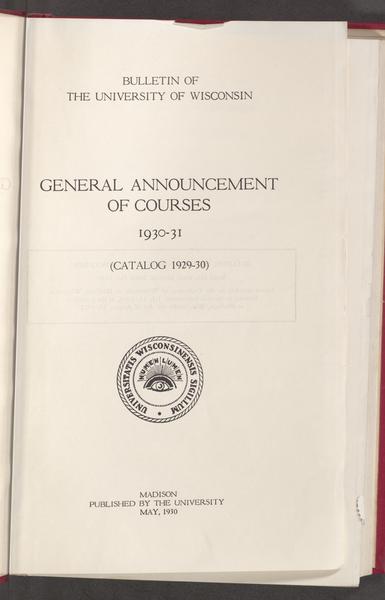 BULLETIN OF
THE UNIVERSITY OF WISCONSIN
GENERAL ANNOUNCEMENT
OF COURSES
1930-31
(CATALOG 1929-30)
UNIVERSITATIS WISCONSINENSIS SIGILLUM
NUMEN LUMEN
MADISON
PUBLISHED BY THE UNIVERSITY
MAY, 1930